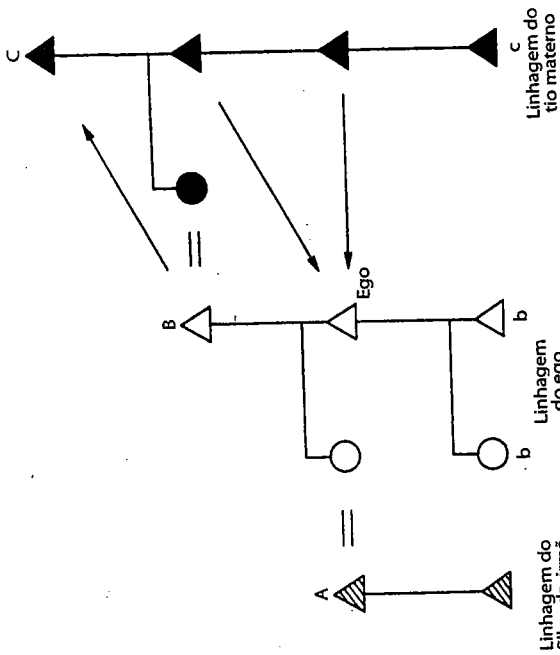 C
B
A
Ego
b
b
c
Linhagem do
tio materno
Linhagem
do ego
Linhagem do